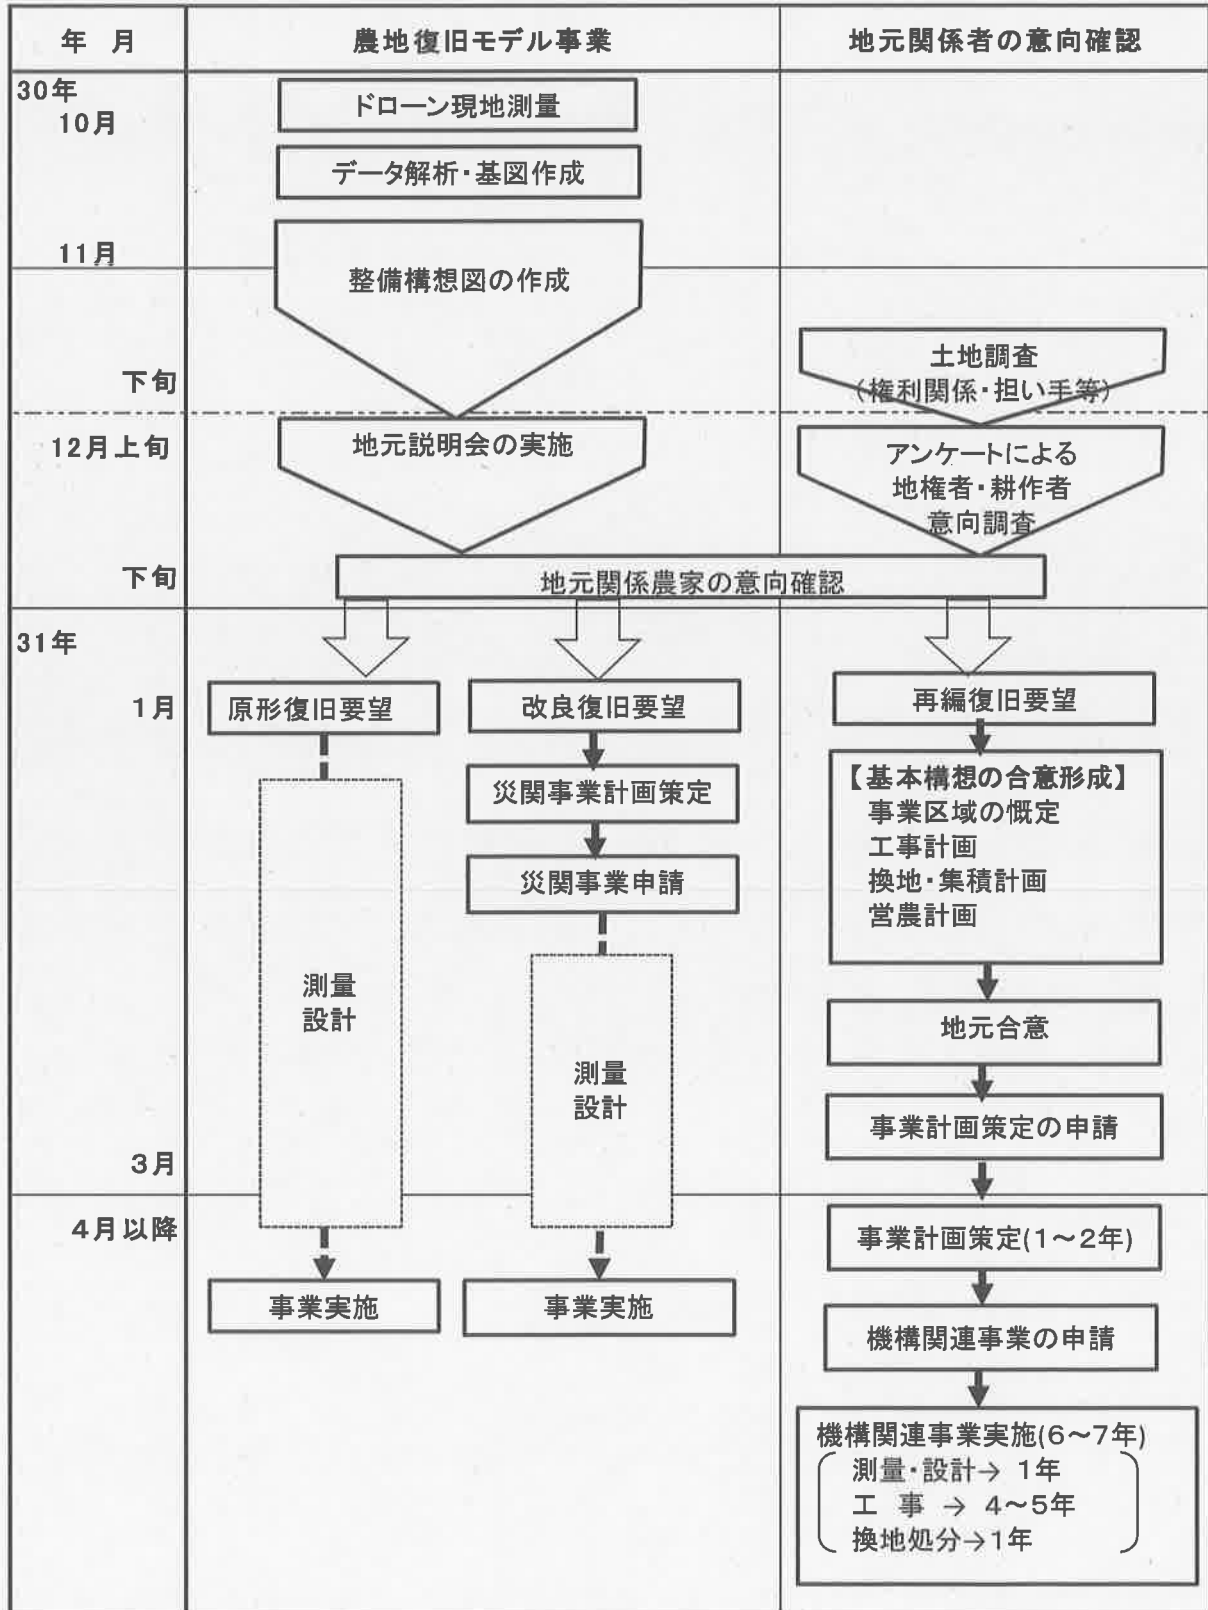 年 月
農地復旧モデル事業
地元関係者の意向確認
30年
10月
ドローン現地測量
データ解析・基図作成
11月
整備構想図の作成
土地調査
(権利関係・担い手等)
下旬
12月上旬
地元説明会の実施
アンケートによる
地権者・耕作者
意向調査
下旬
地元関係農家の意向確認
31年
1月
原形復旧要望
改良復旧要望
再編復旧要望
災関事業計画策定
災関事業申請
【基本構想の合意形成】
事業区域の慨定
工事計画
換地・集積計画
営農計画
測量
設計
測量
設計
地元合意
事業計画策定の申請
3月
4月以降
事業計画策定(1～2年)
事業実施
事業実施
機構関連事業の申請
機構関連事業実施(6～7年)
測量・設計→ 1年
工 事 → 4～5年
換地処分→1年